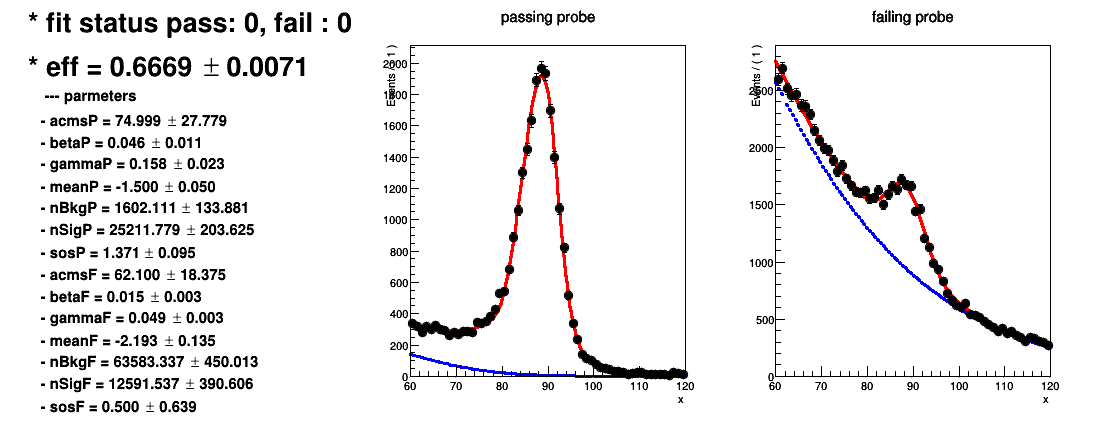 * fit status pass: 0, fail : 0
* eff = 0.6669 ± 0.0071
--- parmeters
- acmsP = 74.999 ± 27.779
- betaP = 0.046 ± 0.011
- gammaP = 0.158 ± 0.023
- meanP = -1.500 ± 0.050
- nBkgP = 1602.111 ± 133.881
- nSigP = 25211.779 ± 203.625
- sosP = 1.371 ± 0.095
- acmsF = 62.100 ± 18.375
- betaF = 0.015 ± 0.003
- gammaF = 0.049 ± 0.003
- meanF = -2.193 ± 0.135
- nBkgF = 63583.337 ± 450.013
- nSigF = 12591.537 ± 390.606
- sosF = 0.500 ± 0.639
passing probe
Events / ( 1 )
2000
1800
1600
1400
1200
1000
800
600
400
200
0
60 70 80 90 100 110 120
x
failing probe
Events / ( 1 )
2500
2000
1500
1000
500
0
60 70 80 90 100 110 120
x